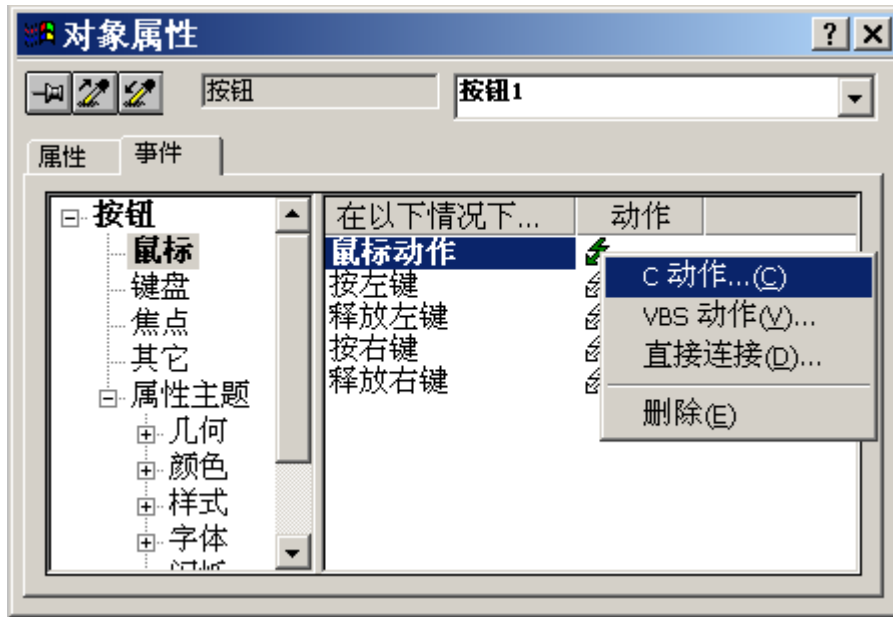 对象属性
按钮
按钮1
属性
事件
按钮
鼠标
键盘
焦点
其它
属性主题
几何
颜色
样式
字体
在以下情况下... 动作
鼠标动作
按左键
释放左键
按右键
释放右键
C 动作...(C)
VBS 动作(V)...
直接连接(D)...
删除(E)